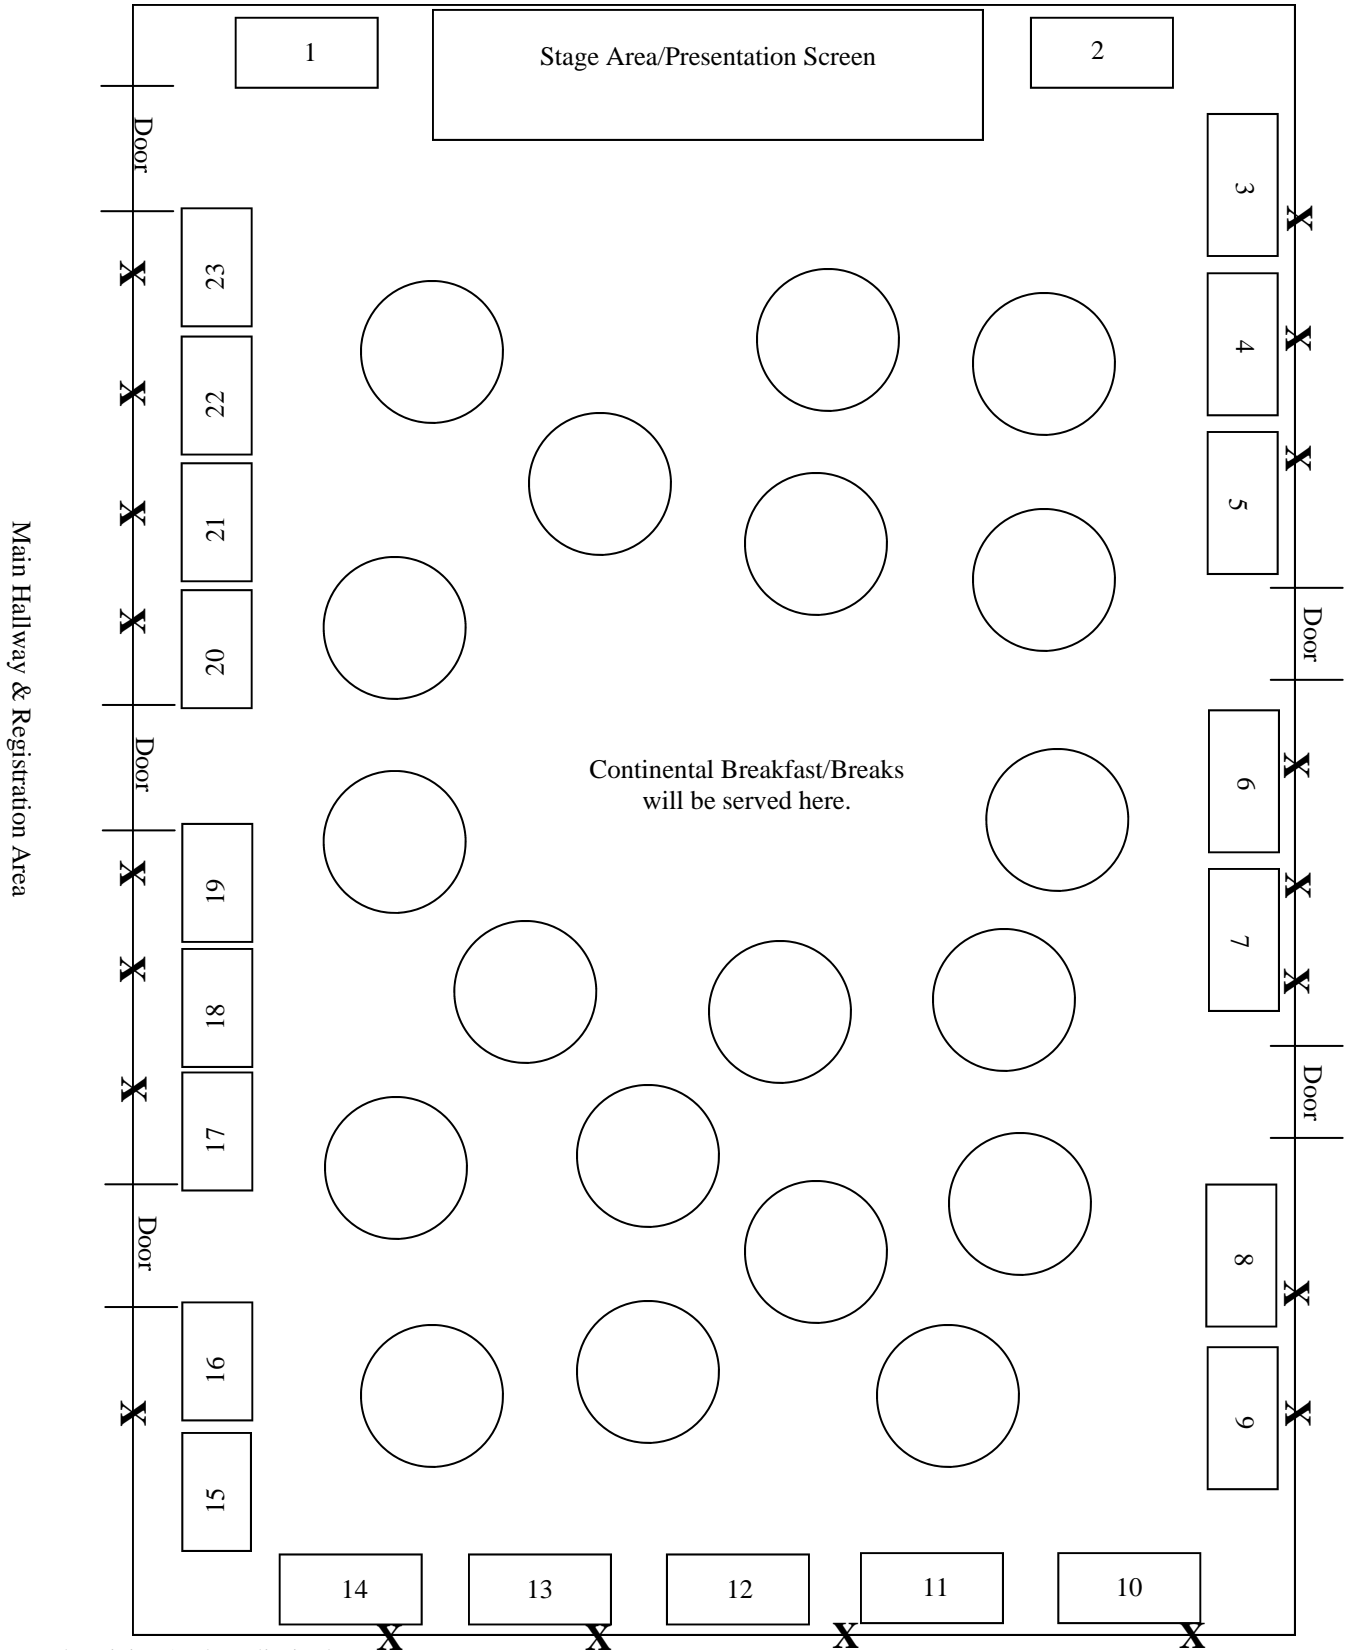 1
Stage Area/Presentation Screen
2
Door
3
X
23
X
4
X
22
X
5
X
21
X
Main Hallway & Registration Area
20
X
Door
Door
Continental Breakfast/Breaks
will be served here.
6
X
19
X
7
X
X
18
X
Door
17
X
Door
8
X
16
X
9
X
15
14
13
12
11
10
X
X
X
X